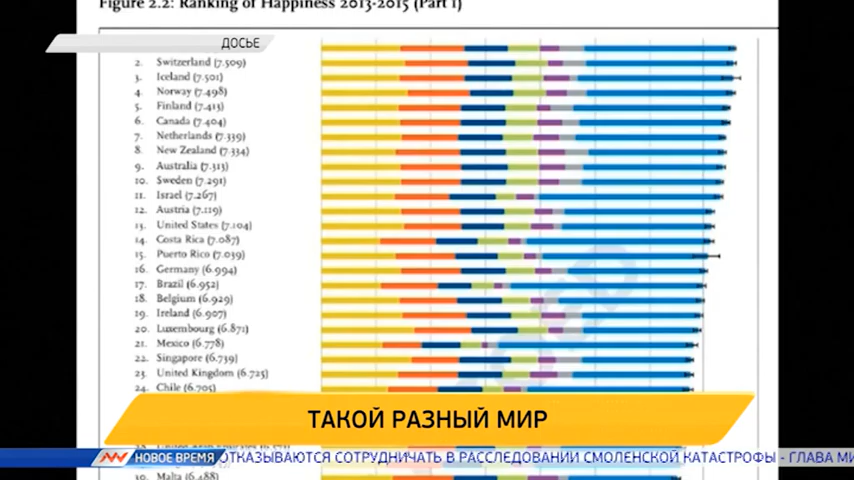 Figure 2.2: Ranking of Happiness 2013-2015 (Part 1)
ДОСЬЕ
2. Switzerland (7.509)
3. Iceland (7.501)
4. Norway (7.498)
5. Finland (7.413)
6. Canada (7.404)
7. Netherlands (7.339)
8. New Zealand (7.334)
9. Australia (7.313)
10. Sweden (7.291)
11. Israel (7.267)
12. Austria (7.119)
13. United States (7.104)
14. Costa Rica (7.087)
15. Puerto Rico (7.039)
16. Germany (6.994)
17. Brazil (6.952)
18. Belgium (6.929)
19. Ireland (6.907)
20. Luxembourg (6.871)
21. Mexico (6.778)
22. Singapore (6.739)
23. United Kingdom (6.725)
24. Chile (6.705)
ТАКОЙ РАЗНЫЙ МИР
НОВОЕ ВРЕМЯ ОТКАЗЫВАЮТСЯ СОТРУДНИЧАТЬ В РАССЛЕДОВАНИИ СМОЛЕНСКОЙ КАТАСТРОФЫ - ГЛАВА МИ
30. Malta (6.488)